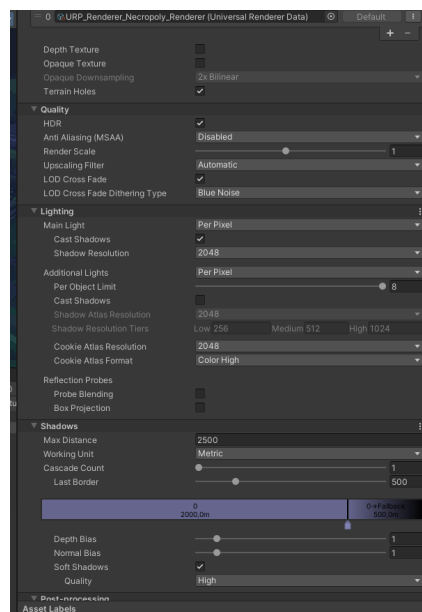 0 URP_Renderer_Necropoly_Renderer (Universal Renderer Data) Default
+ -
Depth Texture
Opaque Texture
Opaque Downsampling 2x Bilinear
Terrain Holes
Quality
HDR
Anti Aliasing (MSAA) Disabled
Render Scale 1
Upscaling Filter Automatic
LOD Cross Fade
LOD Cross Fade Dithering Type Blue Noise
Lighting
Main Light Per Pixel
Cast Shadows
Shadow Resolution 2048
Additional Lights Per Pixel
Per Object Limit 8
Cast Shadows
Shadow Atlas Resolution 2048
Shadow Resolution Tiers Low 256 Medium 512 High 1024
Cookie Atlas Resolution 2048
Cookie Atlas Format Color High
Reflection Probes
Probe Blending
Box Projection
Shadows
Max Distance 2500
Working Unit Metric
Cascade Count 1
Last Border 500
0 0→Fallback
2000,0m 500,0m
Depth Bias 1
Normal Bias 1
Soft Shadows
Quality High
Post-processing
Asset Labels